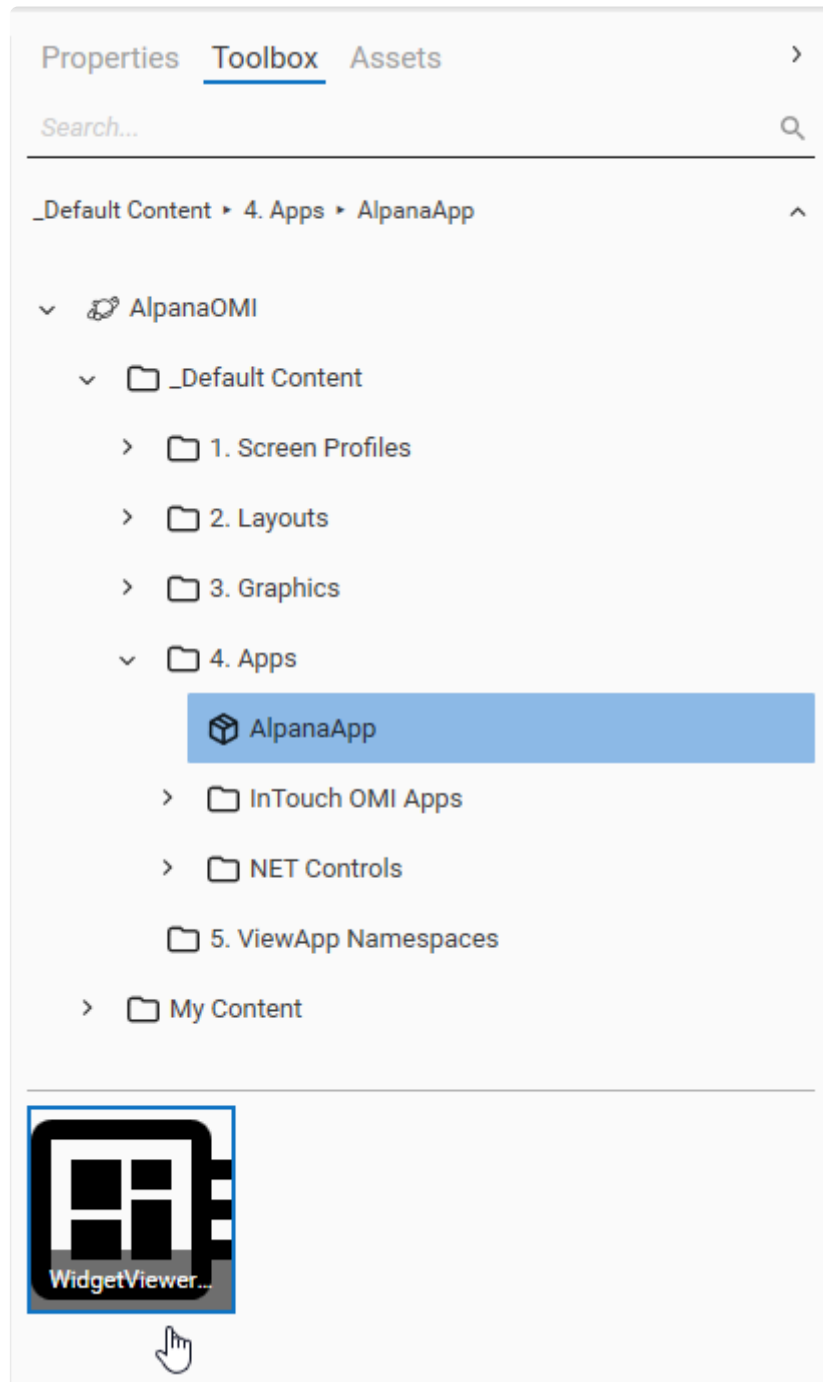 Properties Toolbox Assets
Search...
_Default Content ▸ 4. Apps ▸ AlpanaApp
AlpanaOMI
_Default Content
1. Screen Profiles
2. Layouts
3. Graphics
4. Apps
AlpanaApp
InTouch OMI Apps
NET Controls
5. ViewApp Namespaces
My Content
WidgetViewer...